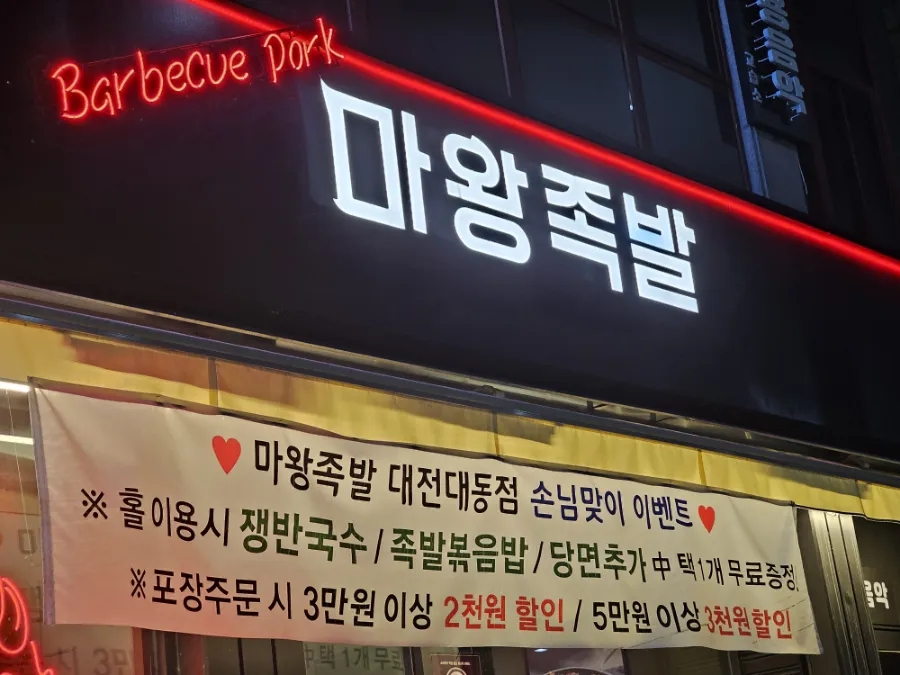 Barbecue Pork
마왕족발
♥ 마왕족발 대전대동점 손님맞이 이벤트 ♥
※ 홀이용시 쟁반국수 / 족발볶음밥 / 당면추가 中 택1개 무료증정
※포장주문 시 3만원 이상 2천원 할인 / 5만원 이상 3천원할인
음악